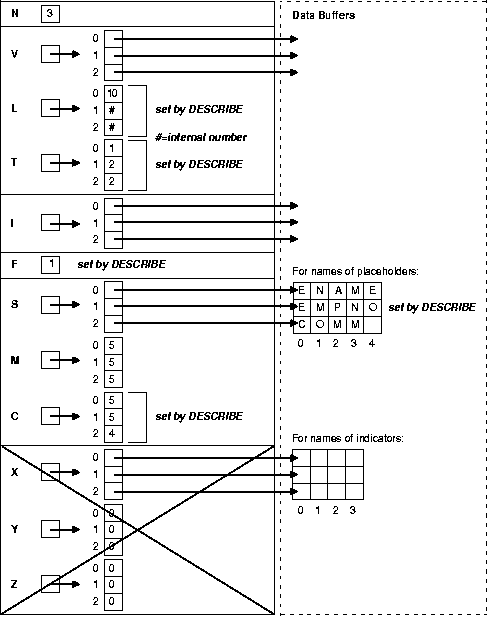 N 3 Data Buffers
0
V 1
2
0 10
L 1 # set by DESCRIBE
2 #
#=internal number
0 1
T 1 2 set by DESCRIBE
2 2
0
I 1
2
F 1 set by DESCRIBE
For names of placeholders:
0 E N A M E
S 1 E M P N O set by DESCRIBE
2 C O M M
0 1 2 3 4
0 5
M 1 5
2 5
0 5
C 1 5 set by DESCRIBE
2 4
For names of indicators:
0
X 1
2
0 1 2 3
0 0
Y 1 0
2 0
0 0
Z 1 0
2 0